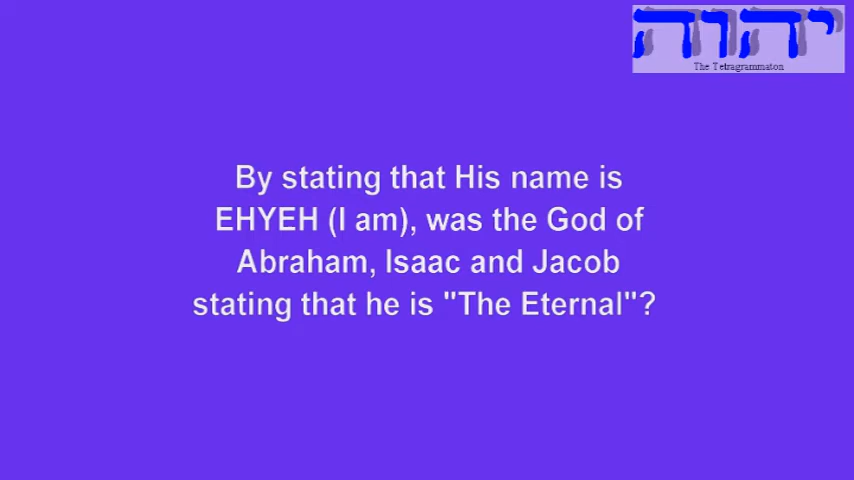 יהוה
The Tetragrammaton
By stating that His name is
EHYEH (I am), was the God of
Abraham, Isaac and Jacob
stating that he is "The Eternal"?